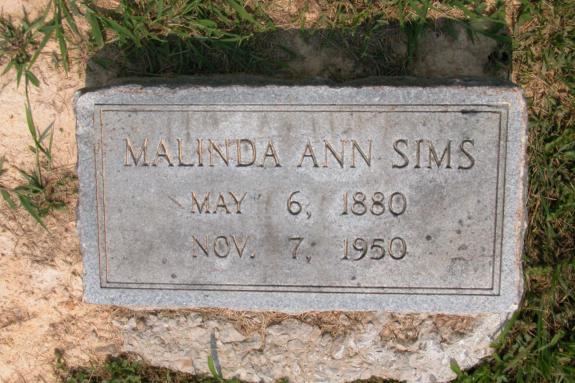 MALINDA ANN SIMS
MAY 6, 1880
NOV. 7, 1950